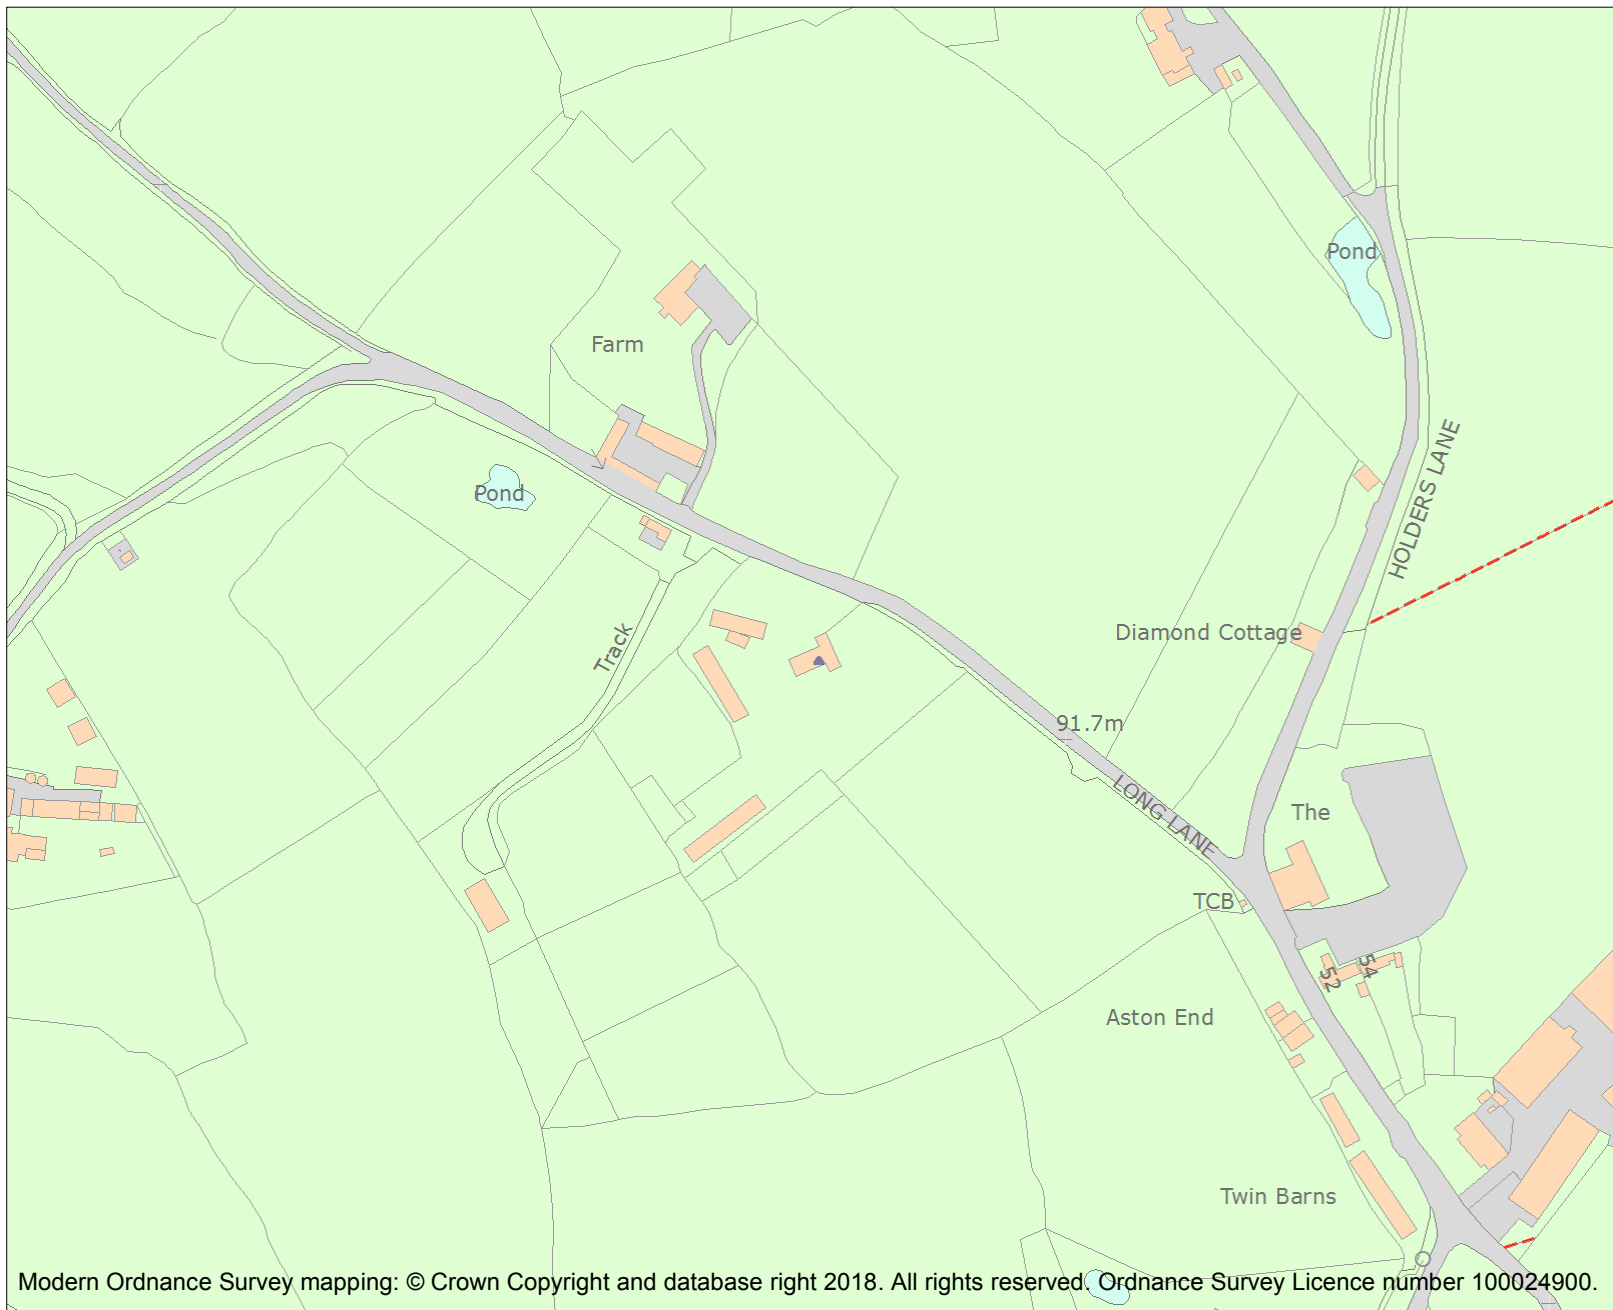 Pond
Farm
HOLDERS LANE
Pond
Track
Diamond Cottage
91.7m
LONG LANE
The
TCB
52
54
Aston End
Twin Barns
Modern Ordnance Survey mapping: © Crown Copyright and database right 2018. All rights reserved. Ordnance Survey Licence number 100024900.